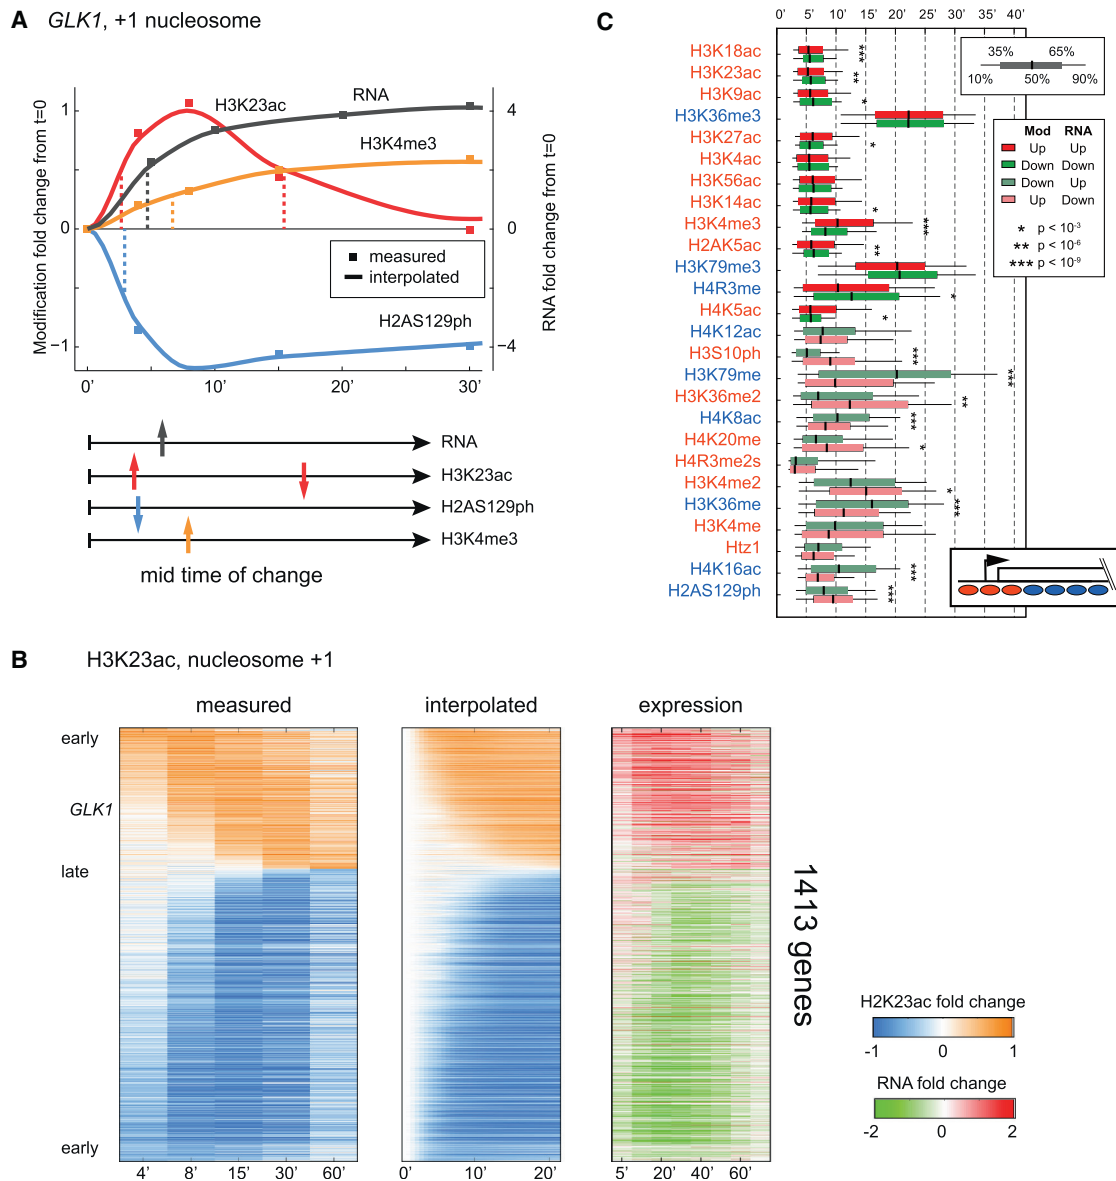 A
GLK1, +1 nucleosome
Modification fold change from t=0
1
0
−1
H3K23ac
RNA
H3K4me3
measured
interpolated
H2AS129ph
4
0
−4
RNA fold change from t=0
0' 10' 20' 30'
RNA
H3K23ac
H2AS129ph
H3K4me3
mid time of change
B
H3K23ac, nucleosome +1
measured
interpolated
expression
early
GLK1
late
early
4' 8' 15' 30' 60'
0' 10' 20'
5' 20' 40' 60'
1413 genes
H2K23ac fold change
-1 0 1
RNA fold change
-2 0 2
C
0' 5' 10' 15' 20' 25' 30' 35' 40'
H3K18ac ***
H3K23ac **
H3K9ac *
H3K36me3
H3K27ac *
H3K4ac
H3K56ac
H3K14ac *
H3K4me3 ***
H2AK5ac **
H3K79me3
H4R3me *
H4K5ac *
H4K12ac
H3S10ph ***
H3K79me ***
H3K36me2 **
H4K8ac ***
H4K20me *
H4R3me2s
H3K4me2 *
H3K36me ***
H3K4me
Htz1
H4K16ac ***
H2AS129ph ***
35% 65%
10% 50% 90%
Mod RNA
Up Up
Down Down
Down Up
Up Down
* p < 10-3
** p < 10-6
*** p < 10-9